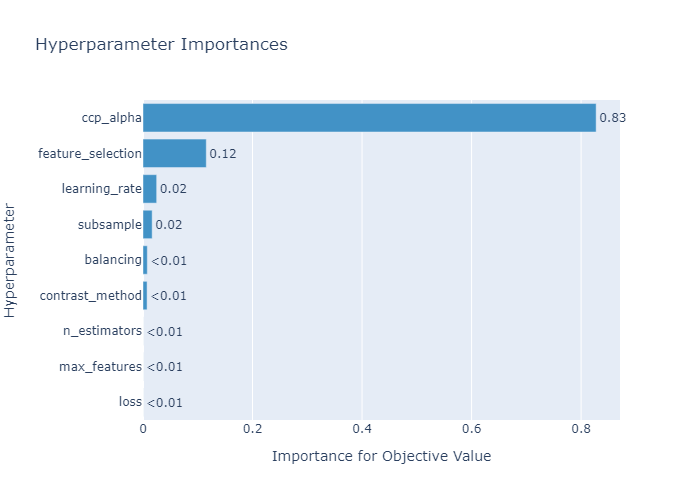 Hyperparameter Importances
Hyperparameter
ccp_alpha 0.83
feature_selection 0.12
learning_rate 0.02
subsample 0.02
balancing <0.01
contrast_method <0.01
n_estimators <0.01
max_features <0.01
loss <0.01
0 0.2 0.4 0.6 0.8
Importance for Objective Value